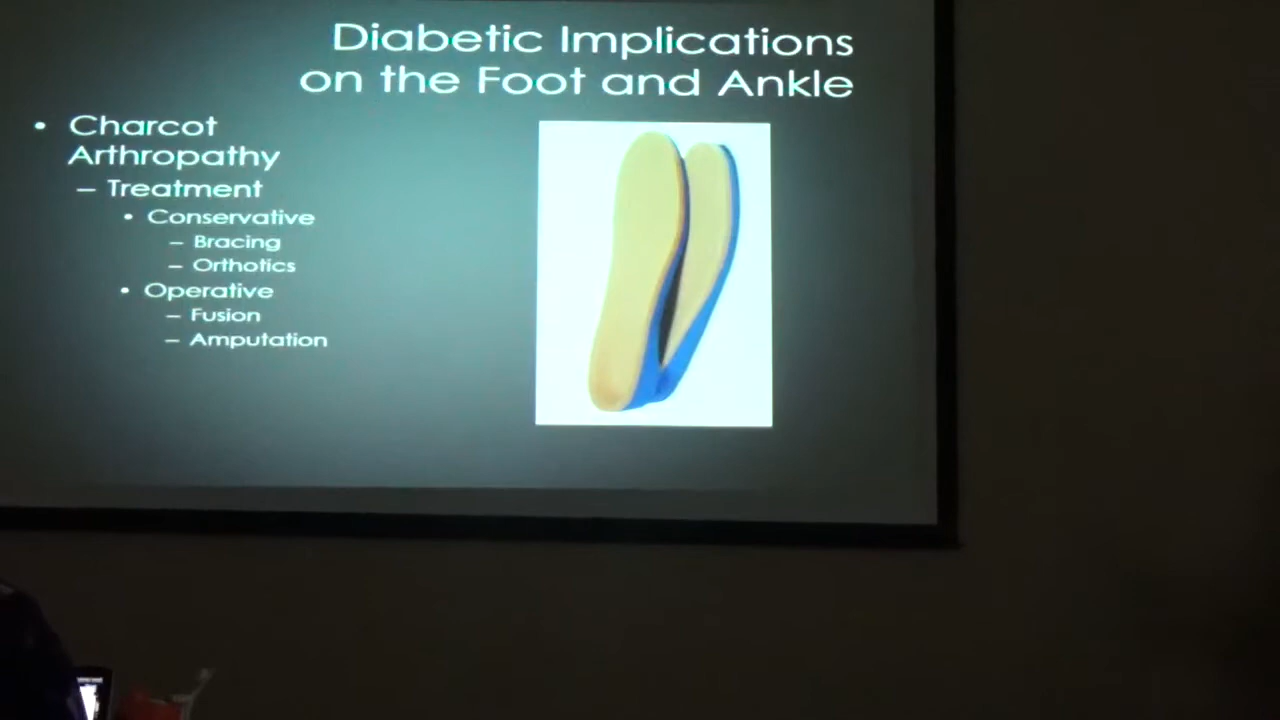 Diabetic Implications
on the Foot and Ankle
• Charcot
Arthropathy
– Treatment
• Conservative
– Bracing
– Orthotics
• Operative
– Fusion
– Amputation